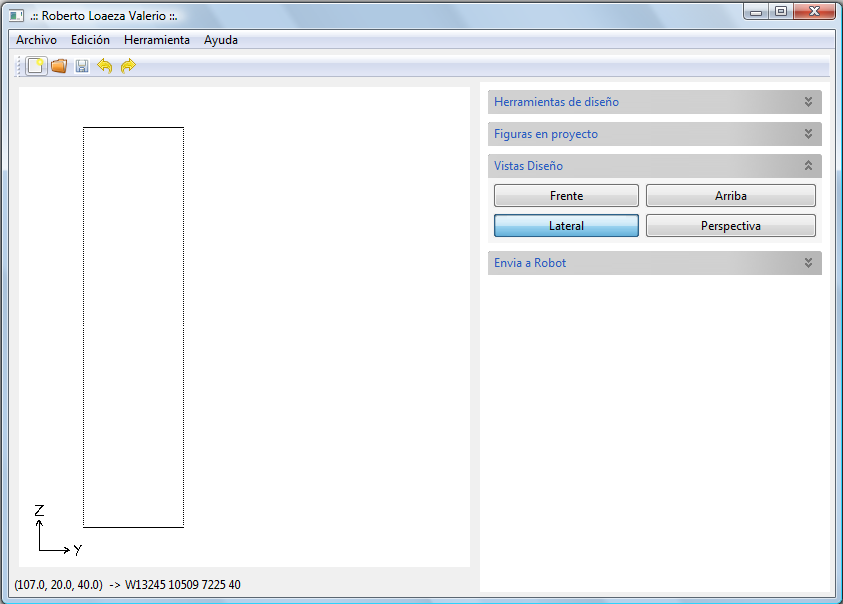 .:: Roberto Loaeza Valerio ::.
Archivo Edición Herramienta Ayuda
Herramientas de diseño
Figuras en proyecto
Vistas Diseño
Frente Arriba
Lateral Perspectiva
Envia a Robot
Z
Y
(107.0, 20.0, 40.0) -> W13245 10509 7225 40